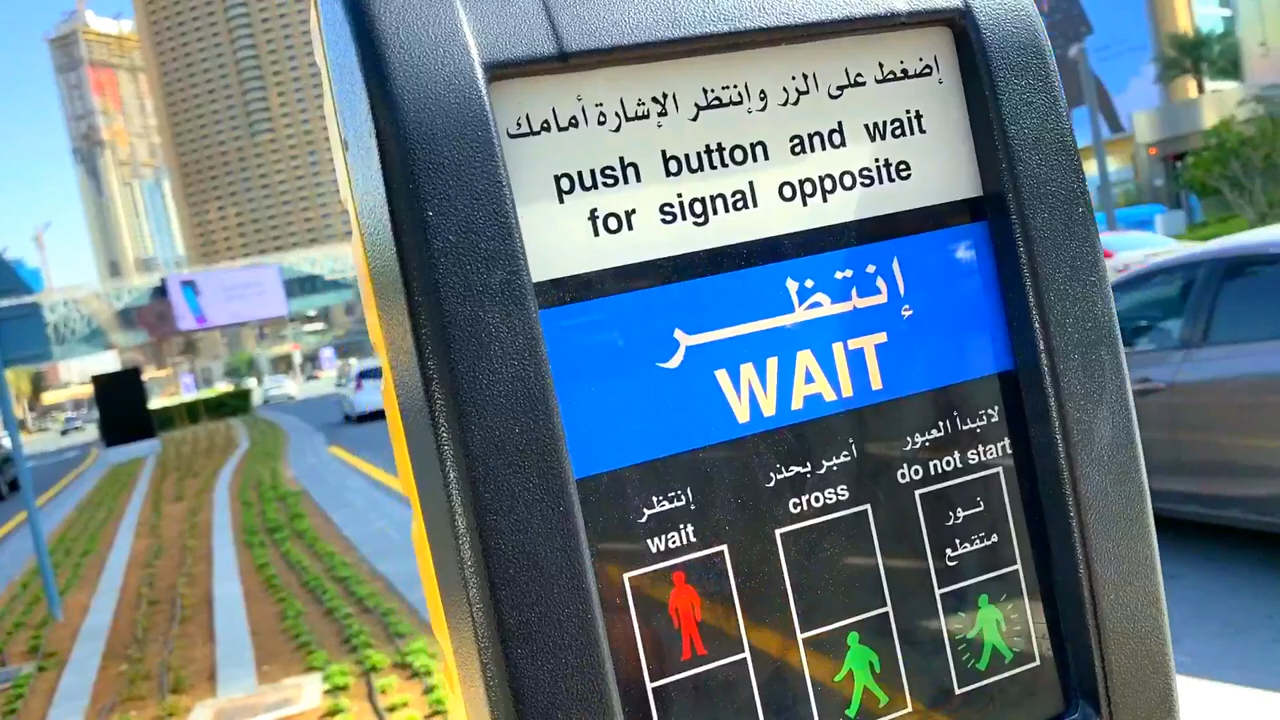 إضغط على الزر وإنتظر الإشارة أمامك
push button and wait
for signal opposite
إنتظر
WAIT
إنتظر
wait
أعبر بحذر
cross
لاتبدأ العبور
do not start
نور
متقطع